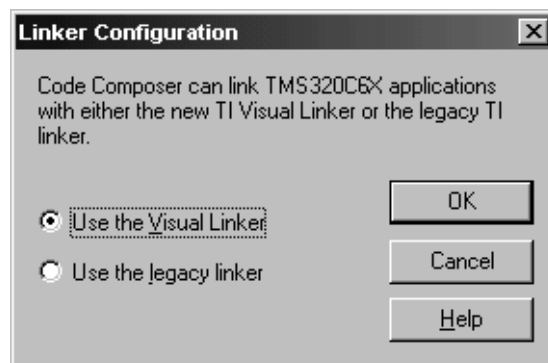 Linker Configuration
Code Composer can link TMS320C6X applications
with either the new TI Visual Linker or the legacy TI
linker.
Use the Visual Linker
OK
Use the legacy linker
Cancel
Help